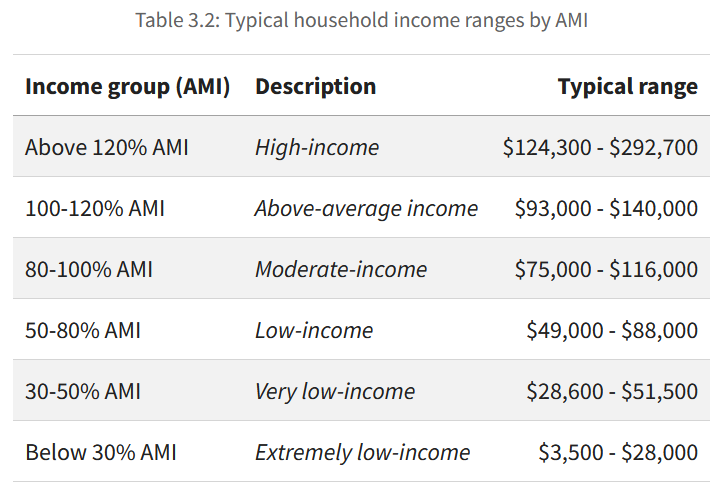 Table 3.2: Typical household income ranges by AMI
Income group (AMI) Description Typical range
Above 120% AMI High-income $124,300 - $292,700
100-120% AMI Above-average income $93,000 - $140,000
80-100% AMI Moderate-income $75,000 - $116,000
50-80% AMI Low-income $49,000 - $88,000
30-50% AMI Very low-income $28,600 - $51,500
Below 30% AMI Extremely low-income $3,500 - $28,000